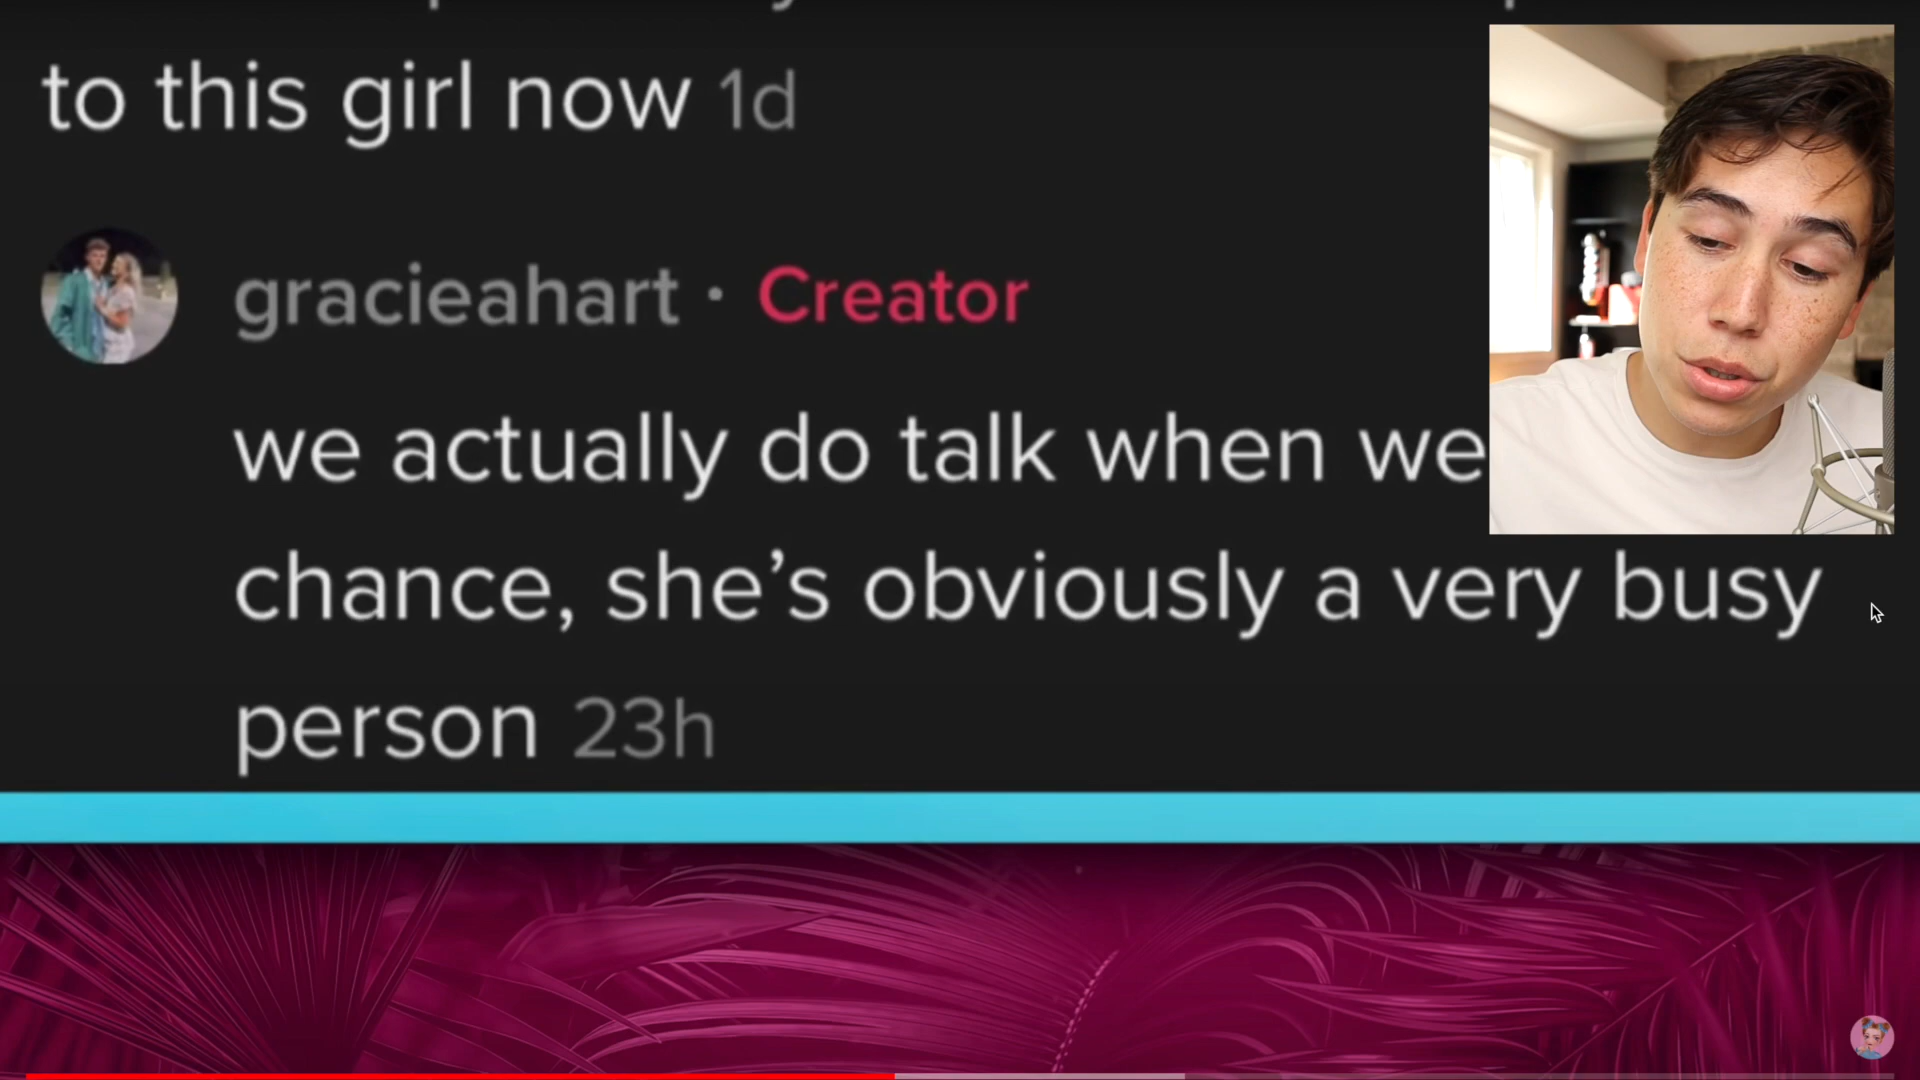 to this girl now 1d
gracieahart · Creator
we actually do talk when we
chance, she's obviously a very busy
person 23h